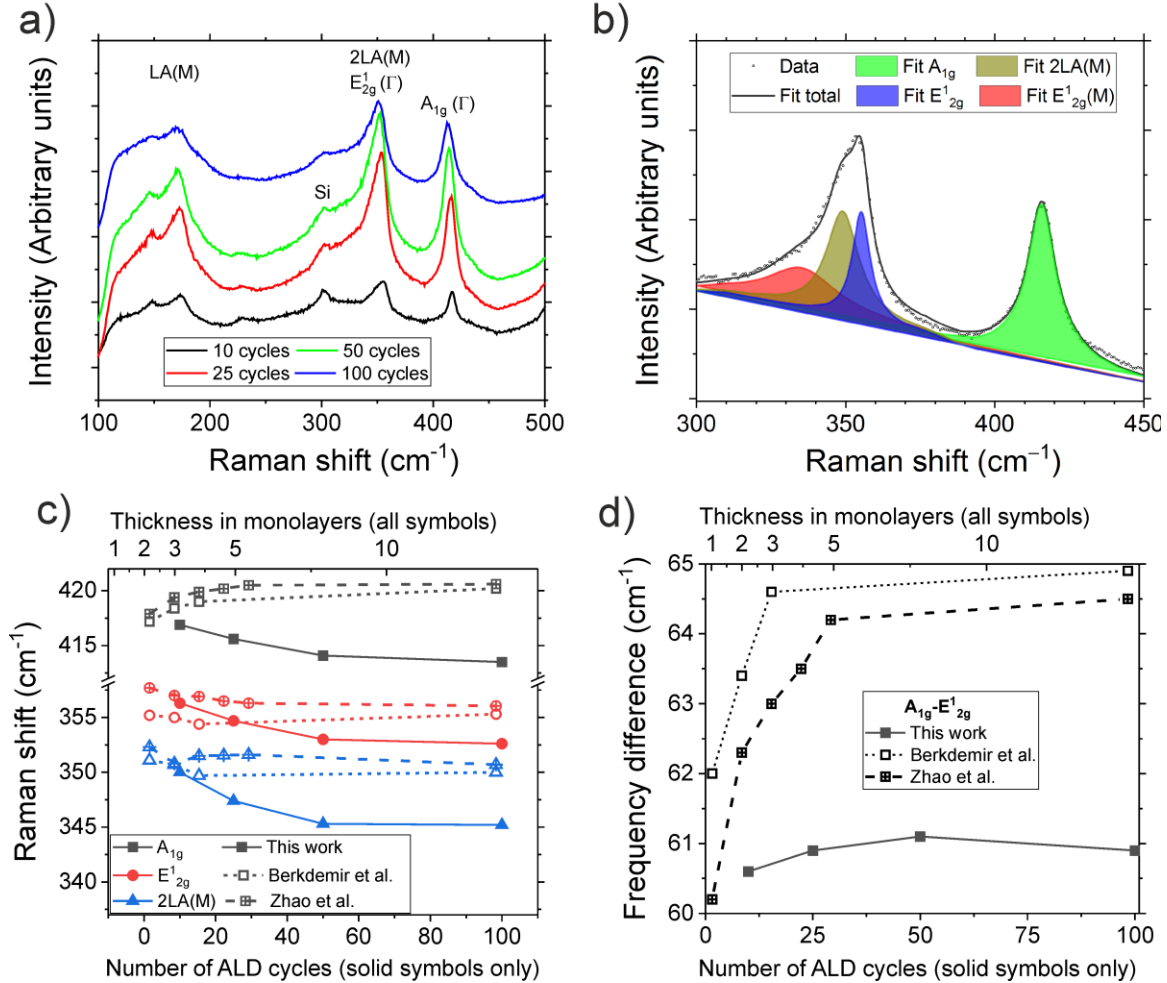 a)
LA(M)
2LA(M)
E¹₂g (Γ)
A₁g (Γ)
Si
Intensity (Arbitrary units)
10 cycles
50 cycles
25 cycles
100 cycles
100 200 300 400 500
Raman shift (cm⁻¹)
b)
Data
Fit A₁g
Fit 2LA(M)
Fit total
Fit E¹₂g
Fit E¹₂g(M)
Intensity (Arbitrary units)
300 350 400 450
Raman shift (cm⁻¹)
c)
Thickness in monolayers (all symbols)
1 2 3 5 10
Raman shift (cm⁻¹)
420
415
355
350
345
340
A₁g
This work
E¹₂g
Berkdemir et al.
2LA(M)
Zhao et al.
0 20 40 60 80 100
Number of ALD cycles (solid symbols only)
d)
Thickness in monolayers (all symbols)
1 2 3 5 10
Frequency difference (cm⁻¹)
65
64
63
62
61
60
A₁g-E¹₂g
This work
Berkdemir et al.
Zhao et al.
0 25 50 75 100
Number of ALD cycles (solid symbols only)